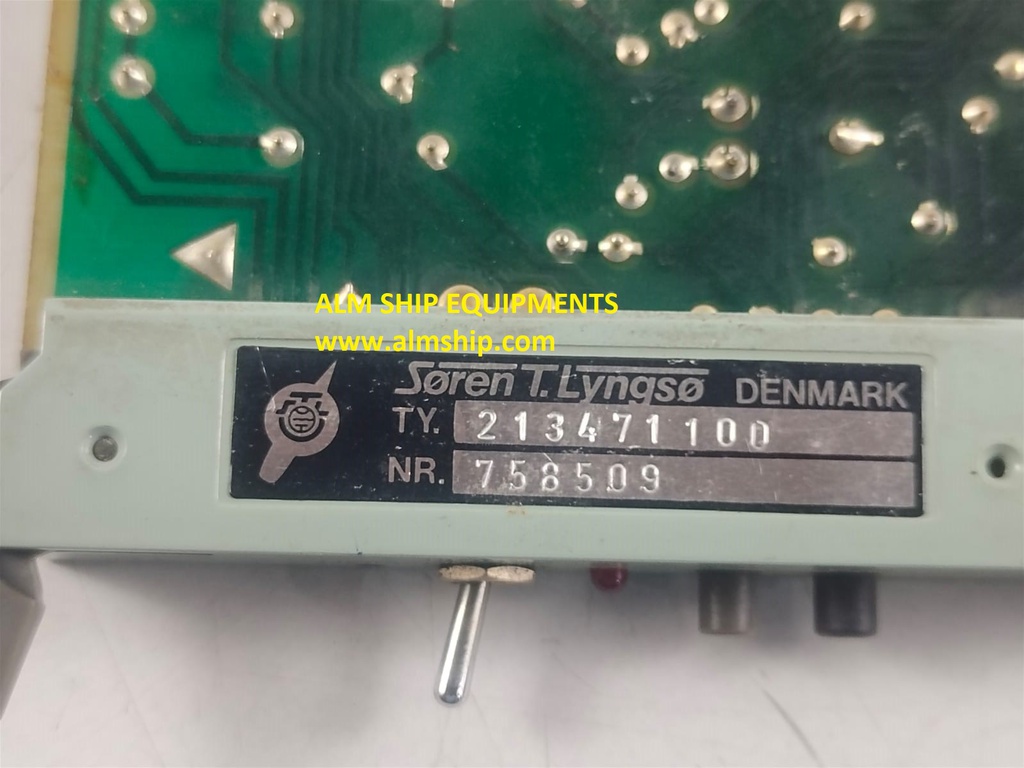 ALM SHIP EQUIPMENTS
www.almship.com
Søren T. Lyngsø DENMARK
TY. 213471100
NR. 758509